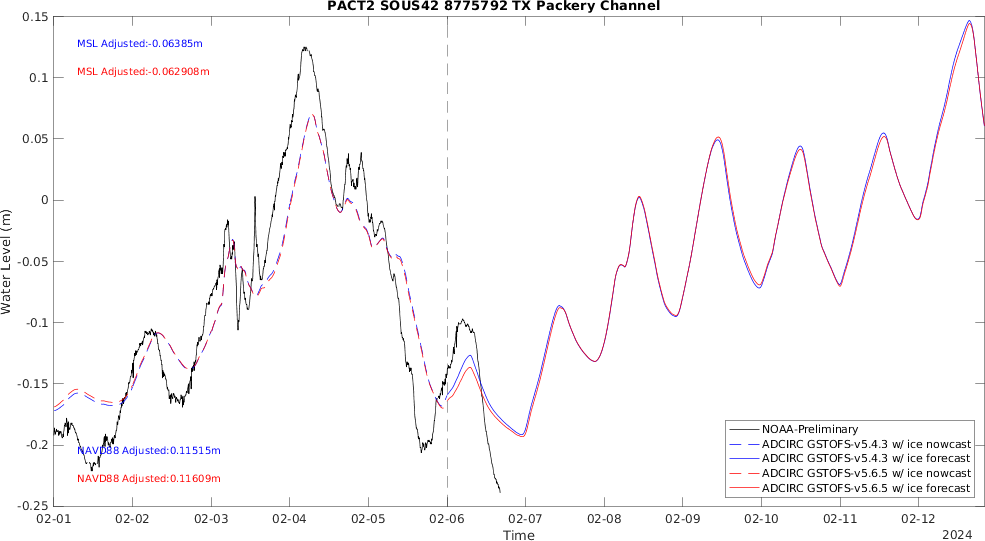 PACT2 SOUS42 8775792 TX Packery Channel
0.15
0.1
0.05
0
-0.05
-0.1
-0.15
-0.2
-0.25
Water Level (m)
MSL Adjusted:-0.06385m
MSL Adjusted:-0.062908m
NAVD88 Adjusted:0.11515m
NAVD88 Adjusted:0.11609m
NOAA-Preliminary
ADCIRC GSTOFS-v5.4.3 w/ ice nowcast
ADCIRC GSTOFS-v5.4.3 w/ ice forecast
ADCIRC GSTOFS-v5.6.5 w/ ice nowcast
ADCIRC GSTOFS-v5.6.5 w/ ice forecast
02-01 02-02 02-03 02-04 02-05 02-06 02-07 02-08 02-09 02-10 02-11 02-12
Time
2024